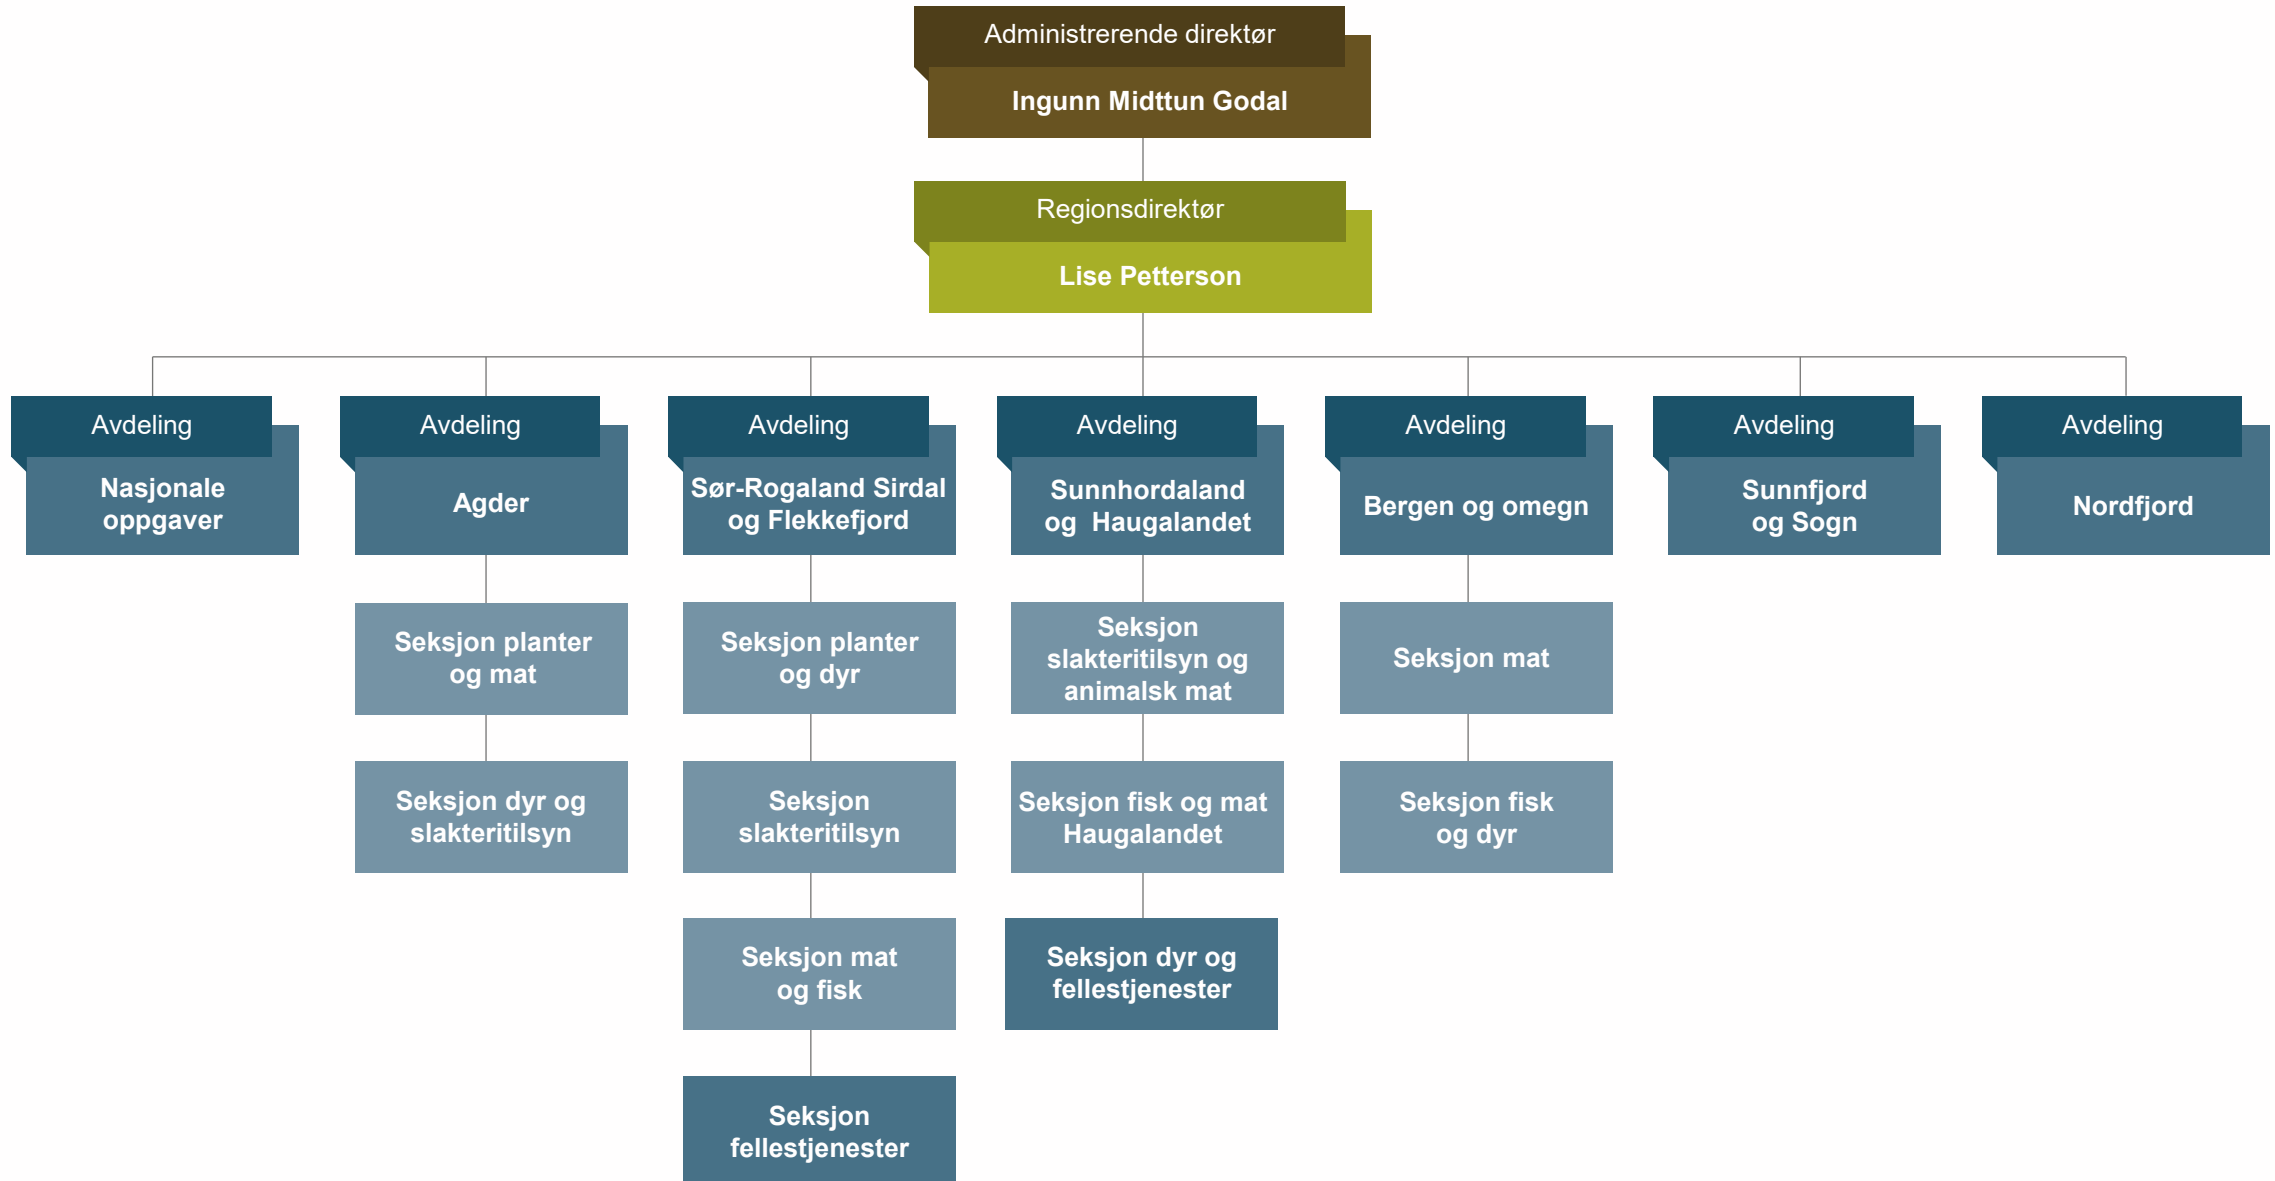 Administrerende direktør
Ingunn Midttun Godal
Regionsdirektør
Lise Petterson
Avdeling
Nasjonale
oppgaver
Avdeling
Agder
Seksjon planter
og mat
Seksjon dyr og
slakteritilsyn
Avdeling
Sør-Rogaland Sirdal
og Flekkefjord
Seksjon planter
og dyr
Seksjon
slakteritilsyn
Seksjon mat
og fisk
Seksjon
fellestjenester
Avdeling
Sunnhordaland
og  Haugalandet
Seksjon
slakteritilsyn og
animalsk mat
Seksjon fisk og mat
Haugalandet
Seksjon dyr og
fellestjenester
Avdeling
Bergen og omegn
Seksjon mat
Seksjon fisk
og dyr
Avdeling
Sunnfjord
og Sogn
Avdeling
Nordfjord